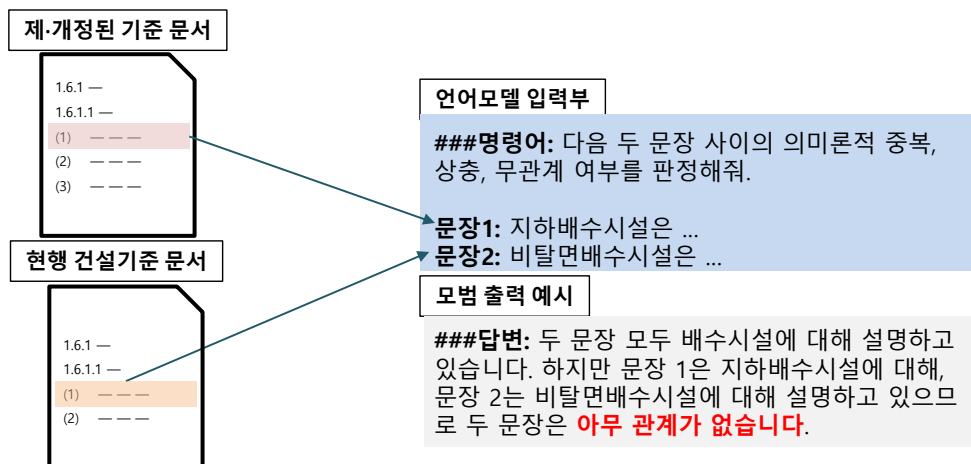 제·개정된 기준 문서
1.6.1 —
1.6.1.1 —
(1) — — —
(2) — — —
(3) — — —
현행 건설기준 문서
1.6.1 —
1.6.1.1 —
(1) — — —
(2) — — —
언어모델 입력부
###명령어: 다음 두 문장 사이의 의미론적 중복,
상충, 무관계 여부를 판정해줘.
문장1: 지하배수시설은 ...
문장2: 비탈면배수시설은 ...
모범 출력 예시
###답변: 두 문장 모두 배수시설에 대해 설명하고
있습니다. 하지만 문장 1은 지하배수시설에 대해,
문장 2는 비탈면배수시설에 대해 설명하고 있으므
로 두 문장은 아무 관계가 없습니다.